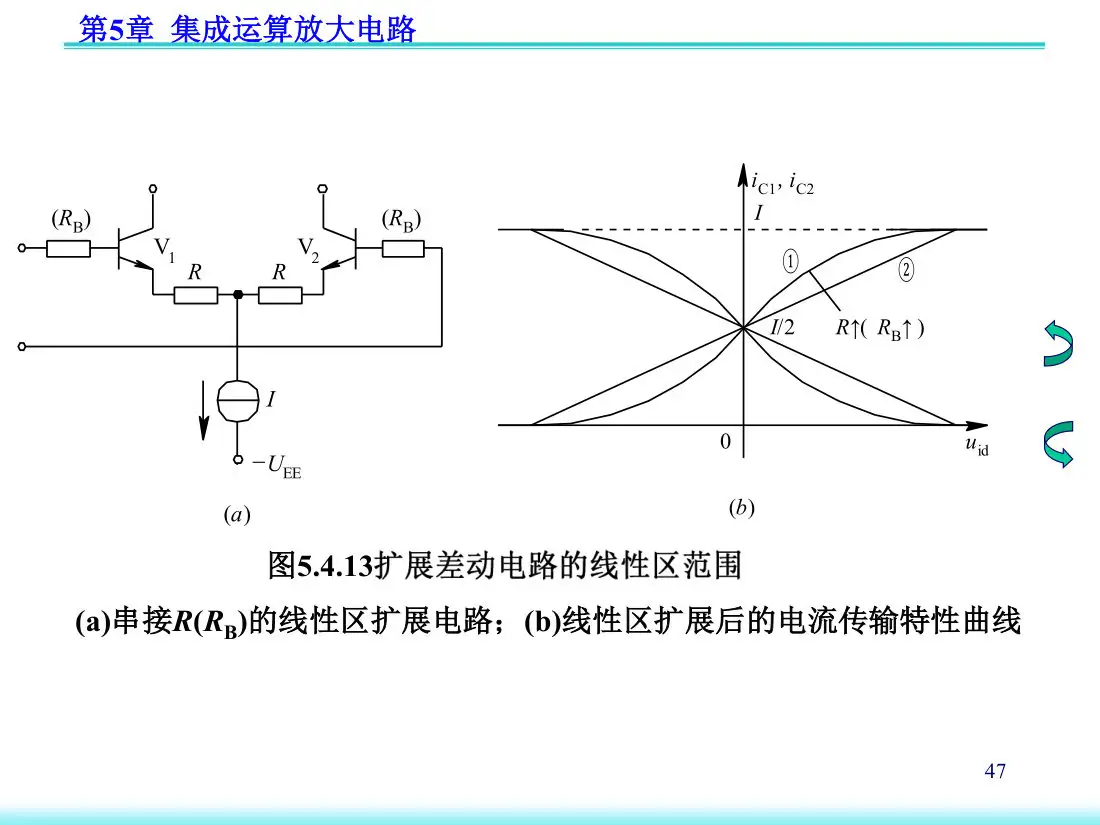 第5章 集成运算放大电路
(RB)
V1
R
R
V2
(RB)
I
−UEE
(a)
iC1, iC2
I
①
②
I/2
R↑( RB↑ )
0
uid
(b)
图5.4.13扩展差动电路的线性区范围
(a)串接R(RB)的线性区扩展电路；(b)线性区扩展后的电流传输特性曲线
47